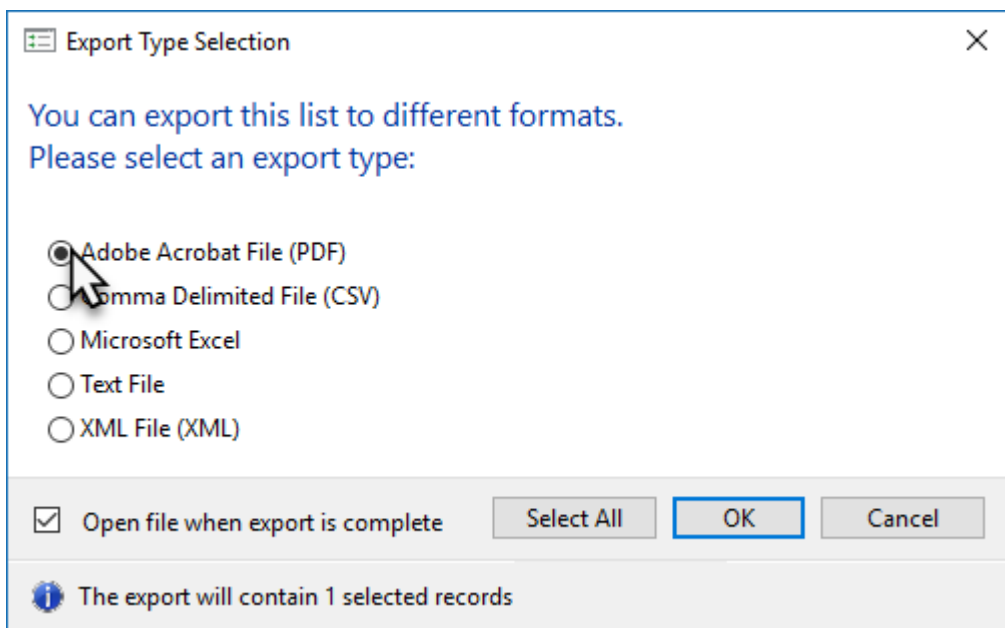 Export Type Selection
You can export this list to different formats.
Please select an export type:
Adobe Acrobat File (PDF)
Comma Delimited File (CSV)
Microsoft Excel
Text File
XML File (XML)
Open file when export is complete
Select All
OK
Cancel
The export will contain 1 selected records